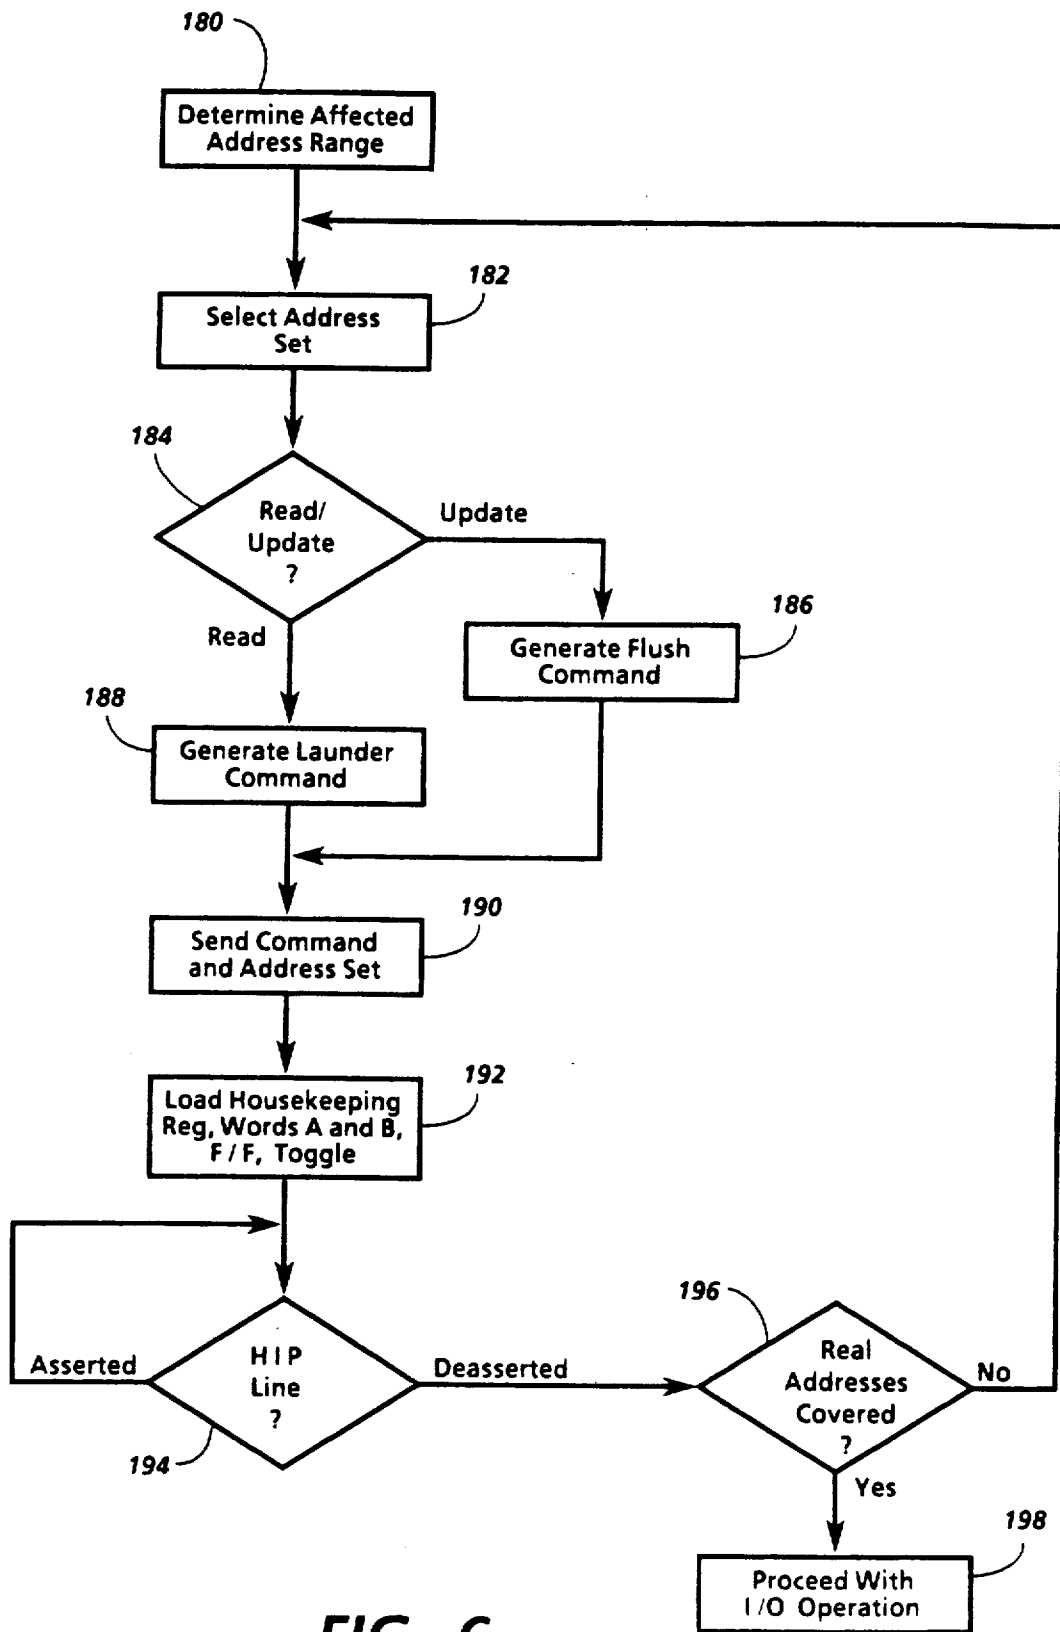 180
Determine Affected
Address Range
182
Select Address
Set
184
Read/
Update
?
Update
Read
186
Generate Flush
Command
188
Generate Launder
Command
190
Send Command
and Address Set
192
Load Housekeeping
Reg, Words A and B,
F/F, Toggle
194
HIP
Line
?
Asserted
Deasserted
196
Real
Addresses
Covered
?
No
Yes
198
Proceed With
I/O Operation
FIG. 6